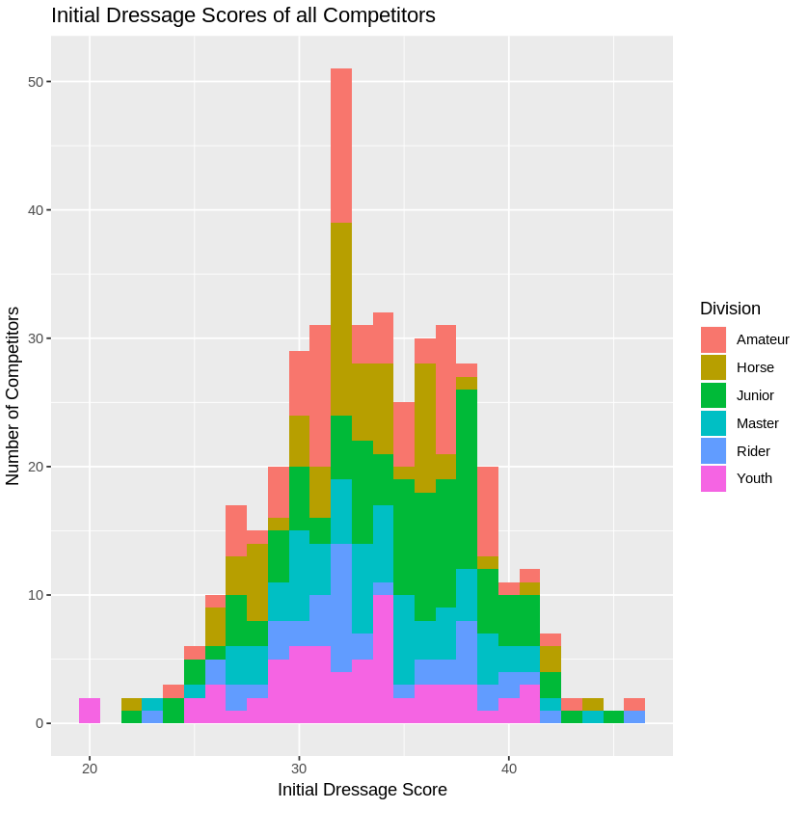 Initial Dressage Scores of all Competitors
Number of Competitors
50
40
30
20
10
0
20 30 40
Initial Dressage Score
Division
Amateur
Horse
Junior
Master
Rider
Youth